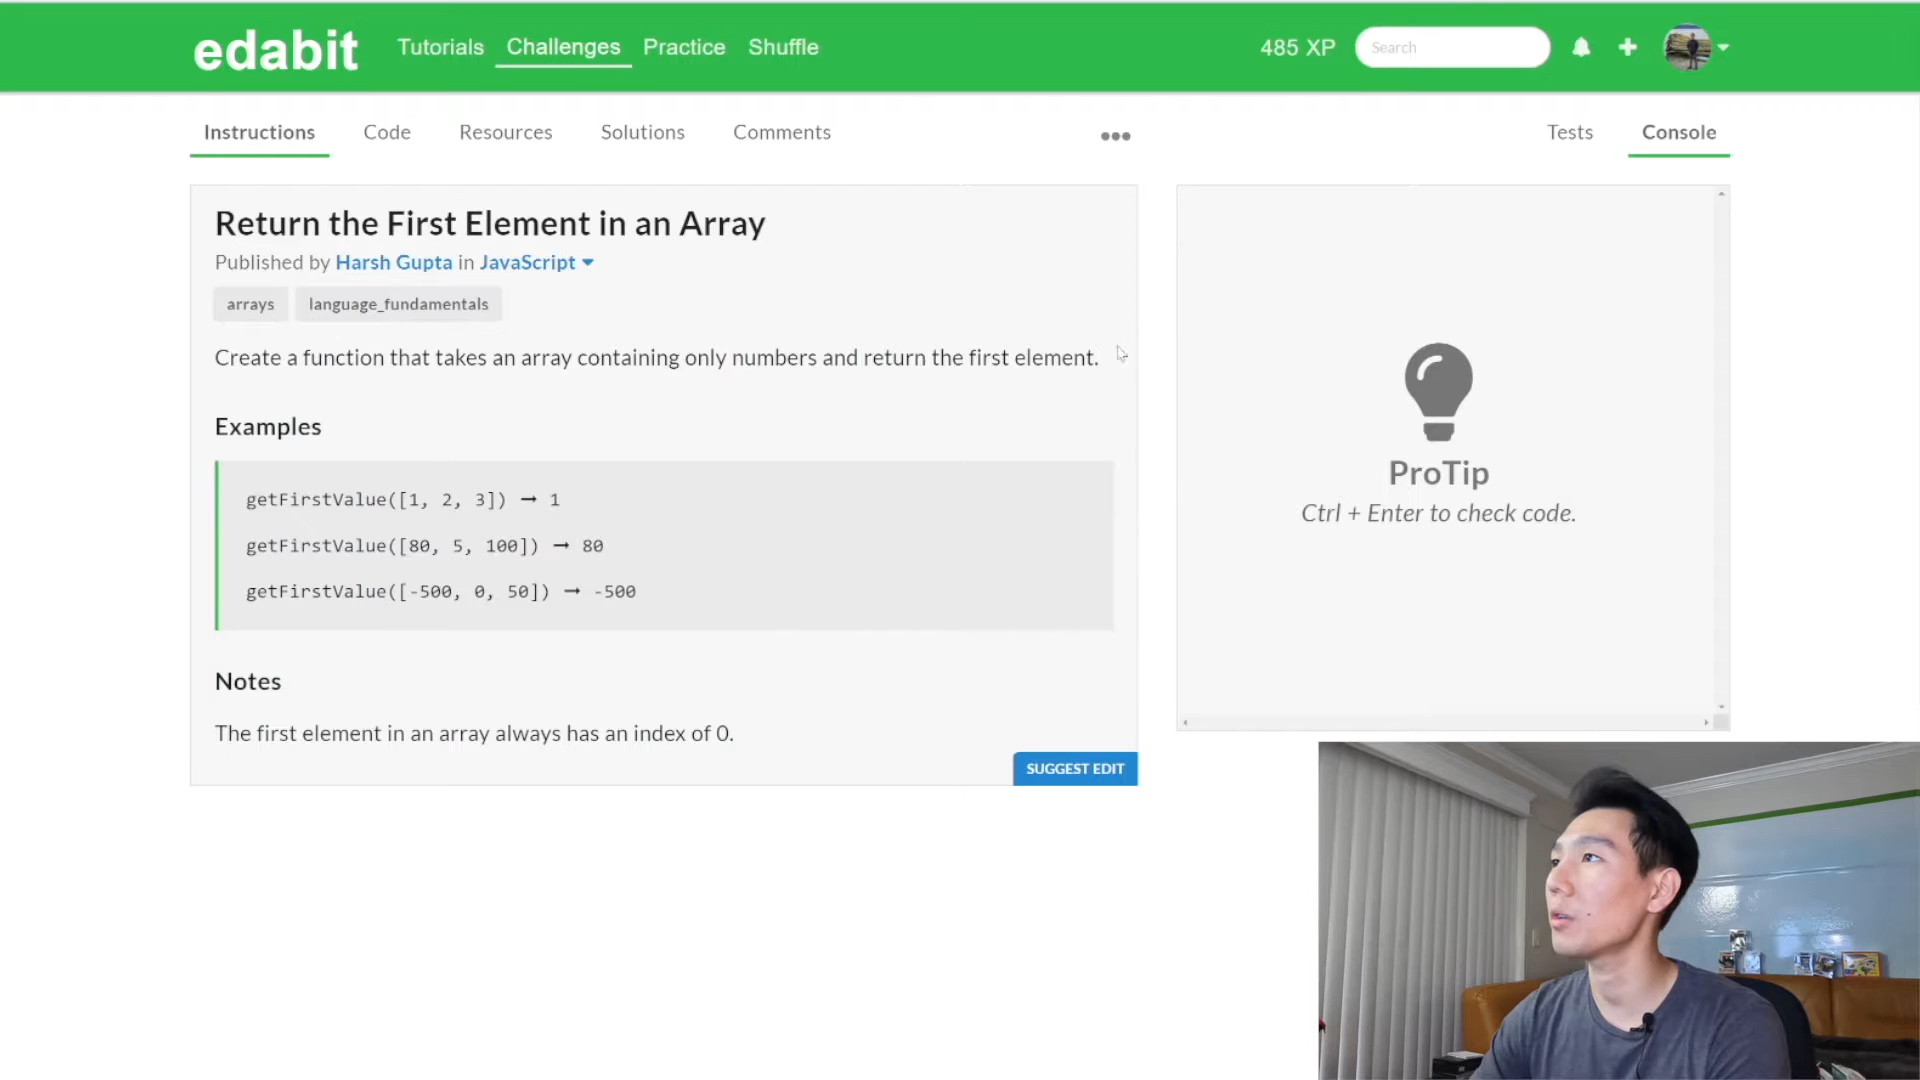 edabit Tutorials Challenges Practice Shuffle 485 XP Search
Instructions Code Resources Solutions Comments Tests Console
Return the First Element in an Array
Published by Harsh Gupta in JavaScript
arrays language_fundamentals
Create a function that takes an array containing only numbers and return the first element.
Examples
getFirstValue([1, 2, 3]) ➞ 1
getFirstValue([80, 5, 100]) ➞ 80
getFirstValue([-500, 0, 50]) ➞ -500
Notes
The first element in an array always has an index of 0.
SUGGEST EDIT
ProTip
Ctrl + Enter to check code.